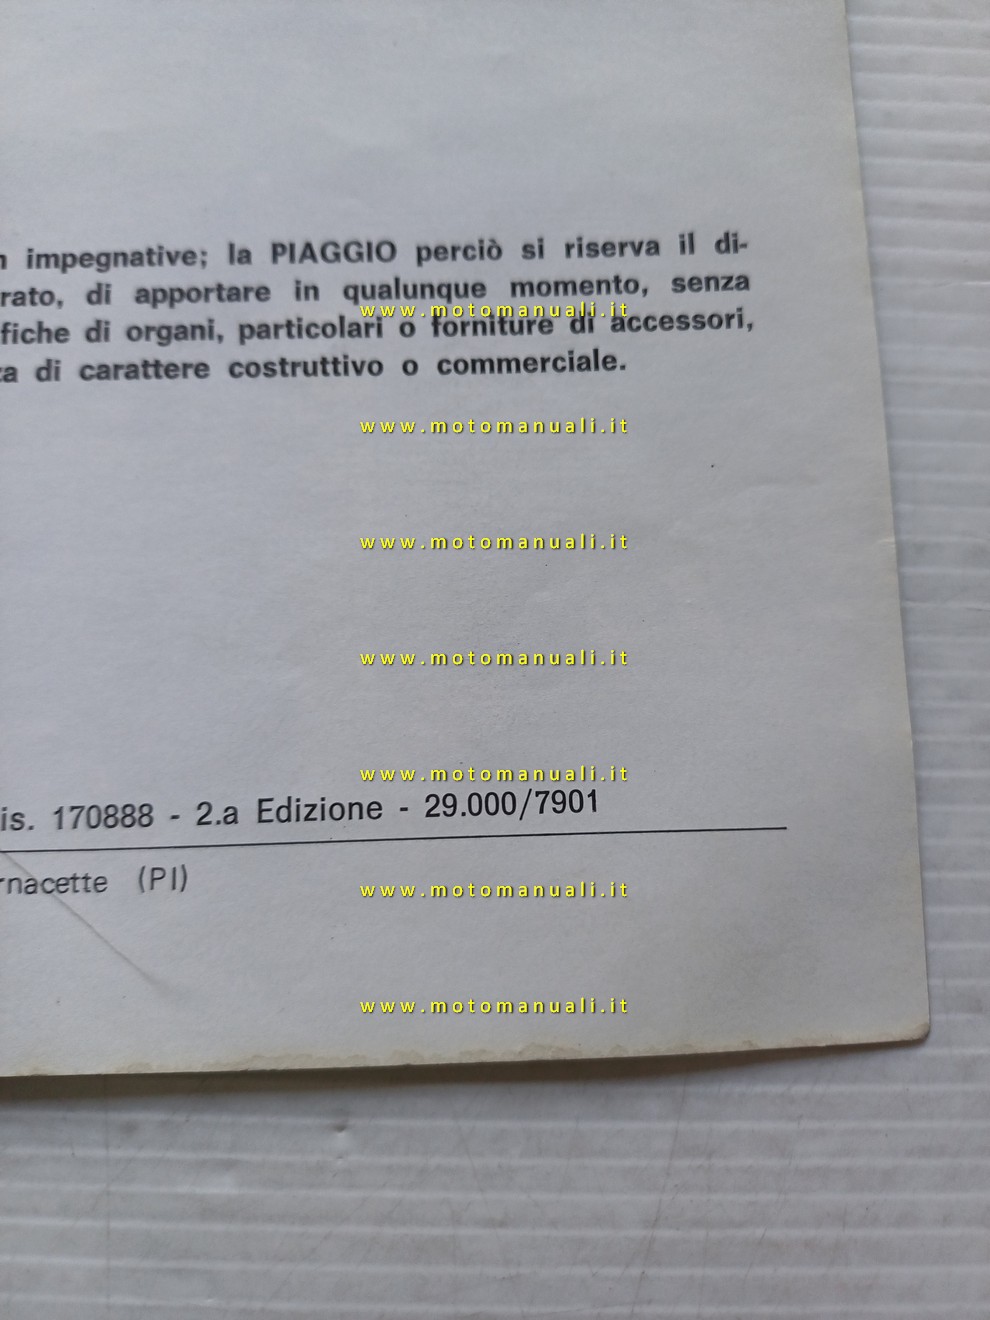 impegnative; la PIAGGIO perciò si riserva il di-
rato, di apportare in qualunque momento, senza
www.motomanuali.it
fiche di organi, particolari o forniture di accessori,
di carattere costruttivo o commerciale.
www.motomanuali.it
www.motomanuali.it
www.motomanuali.it
www.motomanuali.it
is. 170888 - 2.a Edizione - 29.000/7901
rnacette (PI)
www.motomanuali.it
www.motomanuali.it